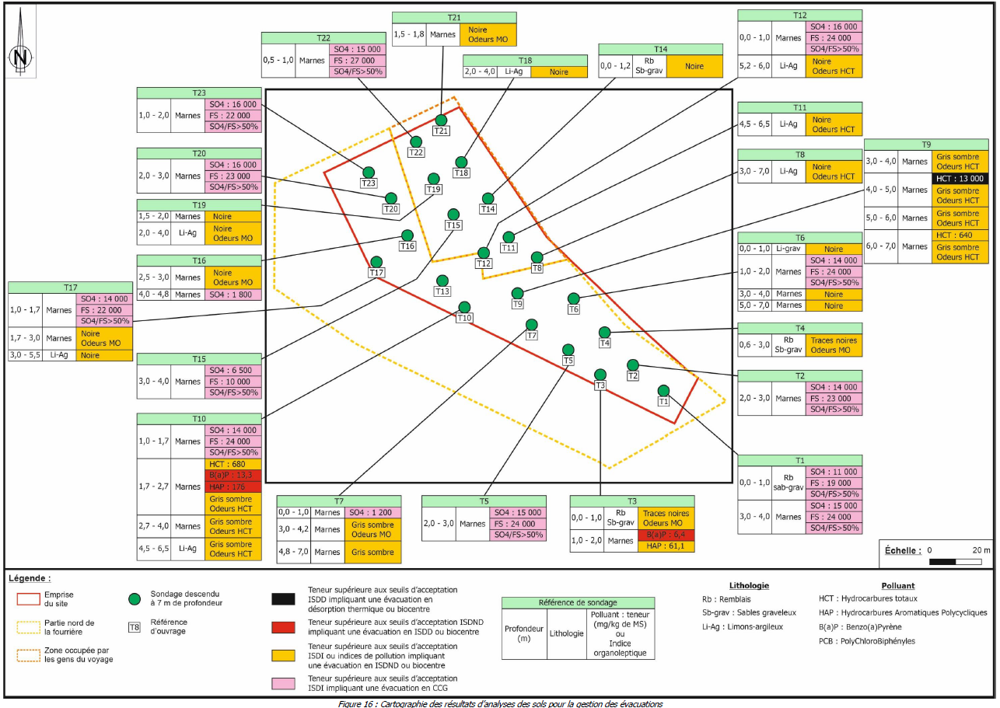 N
T21
1,5 - 1,8 Marnes Noire
Odeurs MO
T22
0,5 - 1,0 Marnes SO4 : 15 000
FS : 27 000
SO4/FS>50%
T18
2,0 - 4,0 Li-Ag Noire
T14
0,0 - 1,2 Rb
Sb-grav Noire
T12
0,0 - 1,0 Marnes SO4 : 16 000
FS : 24 000
SO4/FS>50%
5,2 - 6,0 Li-Ag Noire
Odeurs HCT
T23
1,0 - 2,0 Marnes SO4 : 16 000
FS : 22 000
SO4/FS>50%
T11
4,5 - 6,5 Li-Ag Noire
Odeurs HCT
T20
2,0 - 3,0 Marnes SO4 : 16 000
FS : 23 000
SO4/FS>50%
T8
3,0 - 7,0 Li-Ag Noire
Odeurs HCT
T9
3,0 - 4,0 Marnes Gris sombre
Odeurs HCT
4,0 - 5,0 Marnes HCT : 13 000
Gris sombre
Odeurs HCT
5,0 - 6,0 Marnes Gris sombre
Odeurs HCT
6,0 - 7,0 Marnes HCT : 640
Gris sombre
Odeurs HCT
T19
1,5 - 2,0 Marnes Noire
2,0 - 4,0 Li-Ag Noire
Odeurs MO
T6
0,0 - 1,0 Li-grav Noire
1,0 - 2,0 Marnes SO4 : 14 000
FS : 24 000
SO4/FS>50%
3,0 - 4,0 Marnes Noire
5,0 - 7,0 Marnes Noire
T16
2,5 - 3,0 Marnes Noire
Odeurs MO
4,0 - 4,8 Marnes SO4 : 1 800
T17
1,0 - 1,7 Marnes SO4 : 14 000
FS : 22 000
SO4/FS>50%
1,7 - 3,0 Marnes Noire
Odeurs MO
3,0 - 5,5 Li-Ag Noire
T4
0,6 - 3,0 Rb
Sb-grav Traces noires
Odeurs MO
T15
3,0 - 4,0 Marnes SO4 : 6 500
FS : 10 000
SO4/FS>50%
T2
2,0 - 3,0 Marnes SO4 : 14 000
FS : 23 000
SO4/FS>50%
T10
1,0 - 1,7 Marnes SO4 : 14 000
FS : 24 000
SO4/FS>50%
1,7 - 2,7 Marnes HCT : 680
B(a)P : 13,3
HAP : 176
Gris sombre
Odeurs HCT
2,7 - 4,0 Marnes Gris sombre
Odeurs HCT
4,5 - 6,5 Li-Ag Gris sombre
Odeurs HCT
T1
0,0 - 1,0 Rb
sab-grav SO4 : 11 000
FS : 19 000
SO4/FS>50%
3,0 - 4,0 Marnes SO4 : 15 000
FS : 24 000
SO4/FS>50%
T7
0,0 - 1,0 Marnes SO4 : 1 200
3,0 - 4,2 Marnes Gris sombre
Odeurs MO
4,8 - 7,0 Marnes Gris sombre
T5
2,0 - 3,0 Marnes SO4 : 15 000
FS : 24 000
SO4/FS>50%
T3
0,0 - 1,0 Rb
Sb-grav Traces noires
Odeurs MO
1,0 - 2,0 Marnes B(a)P : 6,4
HAP : 61,1
T21
T22
T18
T23
T19
T20
T14
T15
T16
T11
T12
T8
T17
T13
T9
T6
T10
T7
T4
T5
T2
T3
T1
Échelle : 0 20 m
Légende :
Emprise
du site
Partie nord de
la fourrière
Zone occupée par
les gens du voyage
Sondage descendu
à 7 m de profondeur
T8 Référence
d'ouvrage
Teneur supérieure aux seuils d'acceptation
ISDD impliquant une évacuation en
désorption thermique ou biocentre
Teneur supérieure aux seuils d'acceptation ISDND
impliquant une évacuation en ISDD ou biocentre
Teneur supérieure aux seuils d'acceptation
ISDI ou indices de pollution impliquant
une évacuation en ISDND ou biocentre
Teneur supérieure aux seuils d'acceptation
ISDI impliquant une évacuation en CCG
Référence de sondage
Profondeur
(m)
Lithologie
Polluant : teneur
(mg/kg de MS)
ou
Indice
organoleptique
Lithologie
Rb : Remblais
Sb-grav : Sables graveleux
Li-Ag : Limons-argileux
Polluant
HCT : Hydrocarbures totaux
HAP : Hydrocarbures Aromatiques Polycycliques
B(a)P : Benzo(a)Pyrène
PCB : PolyChloroBiphényles
Figure 16 : Cartographie des résultats d'analyses des sols pour la gestion des évacuations